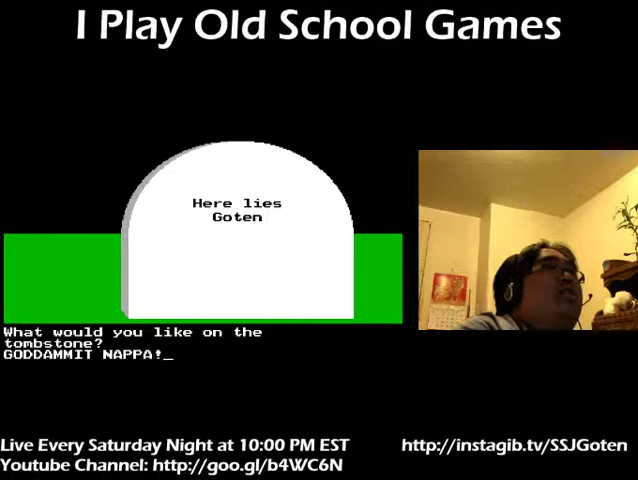 I Play Old School Games
Here lies
Goten
What would you like on the
tombstone?
GODDAMMIT NAPPA!_
Live Every Saturday Night at 10:00 PM EST
http://instagib.tv/SSJGoten
Youtube Channel: http://goo.gl/b4WC6N